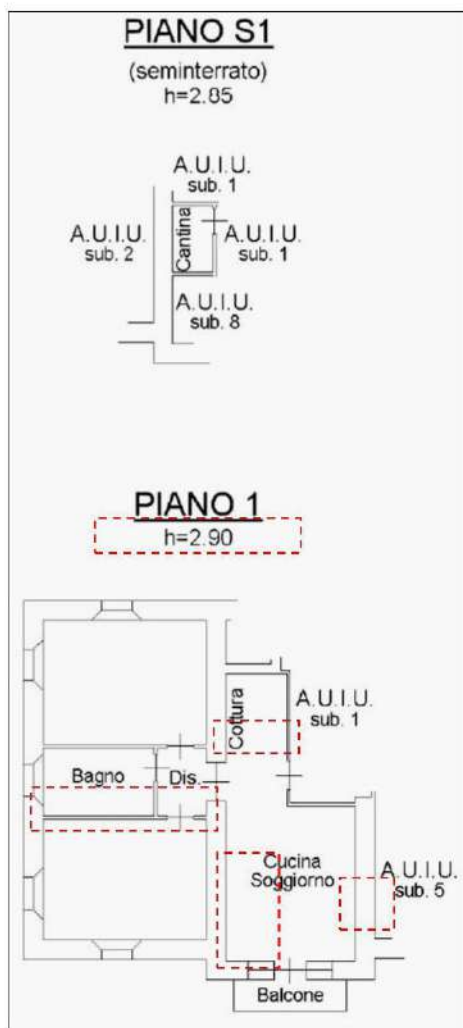 PIANO S1
(seminterrato)
h=2.85
A.U.I.U.
sub. 1
A.U.I.U.
sub. 2
Cantina
A.U.I.U.
sub. 1
A.U.I.U.
sub. 8
PIANO 1
h=2.90
Cottura
A.U.I.U.
sub. 1
Bagno
Dis.
Cucina
Soggiorno
A.U.I.U.
sub. 5
Balcone